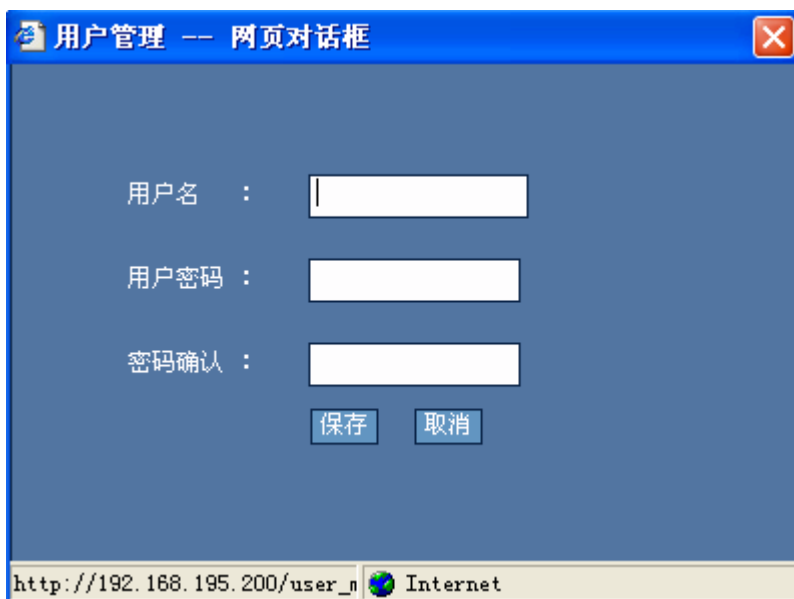 用户管理 -- 网页对话框
用户名 ：
用户密码 ：
密码确认 ：
保存 取消
http://192.168.195.200/user_ Internet